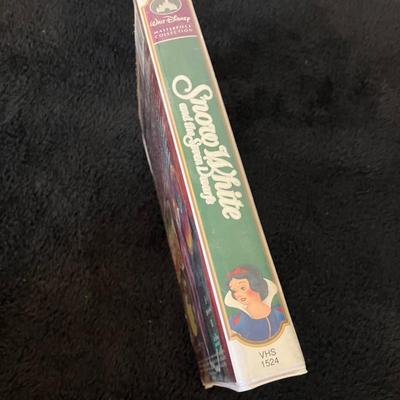 Walt Disney
MASTERPIECE
COLLECTION
Snow White
and the Seven Dwarfs
VHS
1524